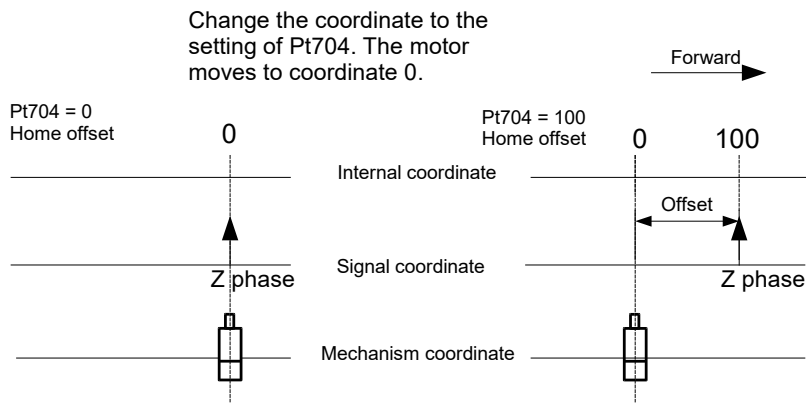 Change the coordinate to the
setting of Pt704. The motor
moves to coordinate 0.
Forward
Pt704 = 0
Home offset
0
Pt704 = 100
Home offset
0
100
Internal coordinate
Offset
Signal coordinate
Z phase
Z phase
Mechanism coordinate